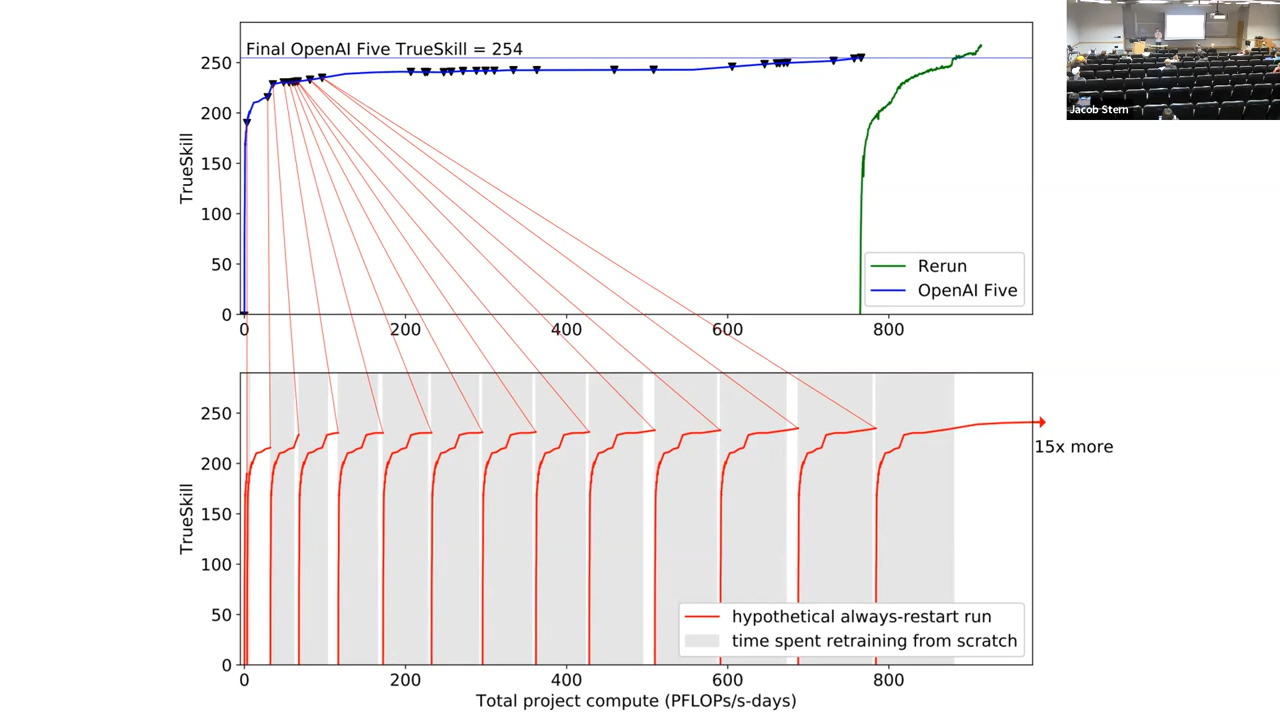 Final OpenAI Five TrueSkill = 254
250
200
150
100
50
0
TrueSkill
Rerun
OpenAI Five
0 200 400 600 800
250
200
150
100
50
0
TrueSkill
15x more
hypothetical always-restart run
time spent retraining from scratch
0 200 400 600 800
Total project compute (PFLOPs/s-days)
Jacob Stern